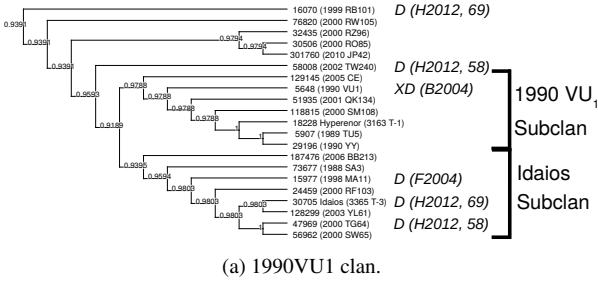 16070 (1999 RB101) D (H2012, 69)
0.9391
76820 (2000 RW105)
0.9391
32435 (2000 RZ96)
0.9794
30506 (2000 RO85)
0.9391
0.9794
301760 (2010 JP42)
58008 (2002 TW240) D (H2012, 58)
129145 (2005 CE)
0.9788
5648 (1990 VU1) XD (B2004)
0.9593
0.9788
51935 (2001 QK134)
0.9788
118815 (2000 SM108)
0.9788
18228 Hyperenor (3163 T-1)
0.9189
1
5907 (1989 TU5)
1
29196 (1990 YY)
1990 VU1
Subclan
187476 (2006 BB213)
0.9395
73677 (1988 SA3)
0.9594
15977 (1998 MA11) D (F2004)
0.9803
24459 (2000 RF103)
0.9803
30705 Idaios (3365 T-3) D (H2012, 69)
0.9803
0.9803
128299 (2003 YL61)
0.9803
47969 (2000 TG64) D (H2012, 58)
1
56962 (2000 SW65)
Idaios
Subclan
(a) 1990VU1 clan.